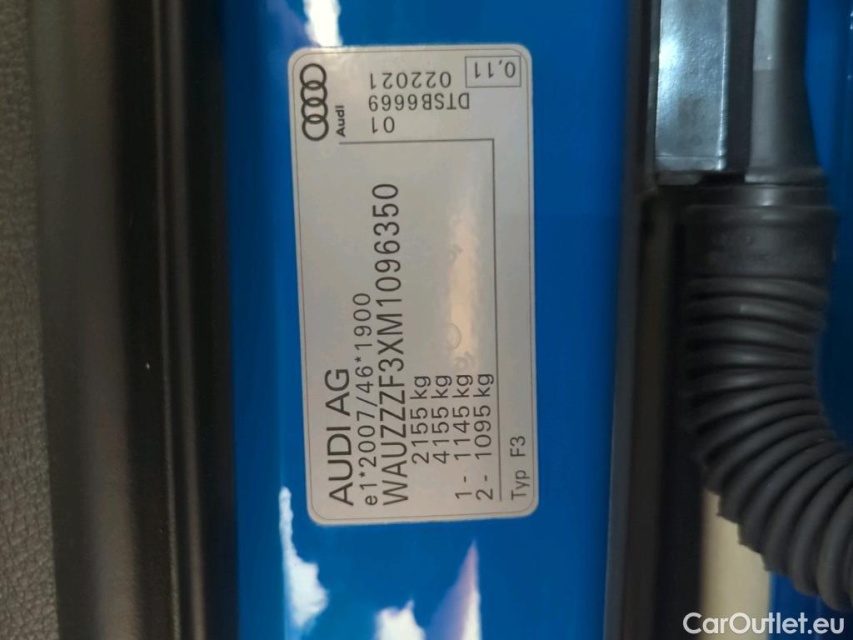 AUDI AG
e1*2007/46*1900
WAUZZZF3XM1096350
2155 kg
4155 kg
1- 1145 kg
2- 1095 kg
Typ F3
Audi
01
DTSB6669
022021
0,11
CarOutlet.eu